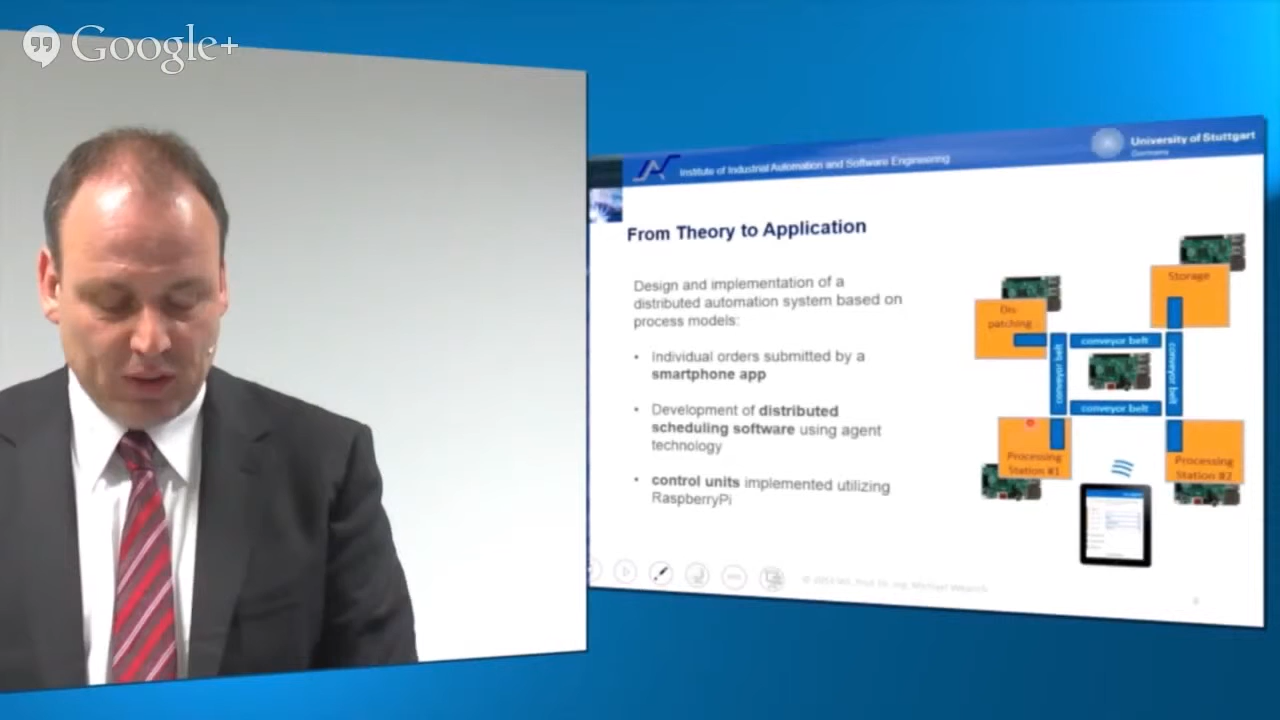 Google+
Institute of Industrial Automation and Software Engineering
University of Stuttgart
Germany
From Theory to Application
Design and implementation of a
distributed automation system based on
process models:
• Individual orders submitted by a
smartphone app
• Development of distributed
scheduling software using agent
technology
• control units implemented utilizing
RaspberryPi
Storage
Dis-
patching
conveyor belt
conveyor belt
conveyor belt
conveyor belt
Processing
Station #1
Processing
Station #2